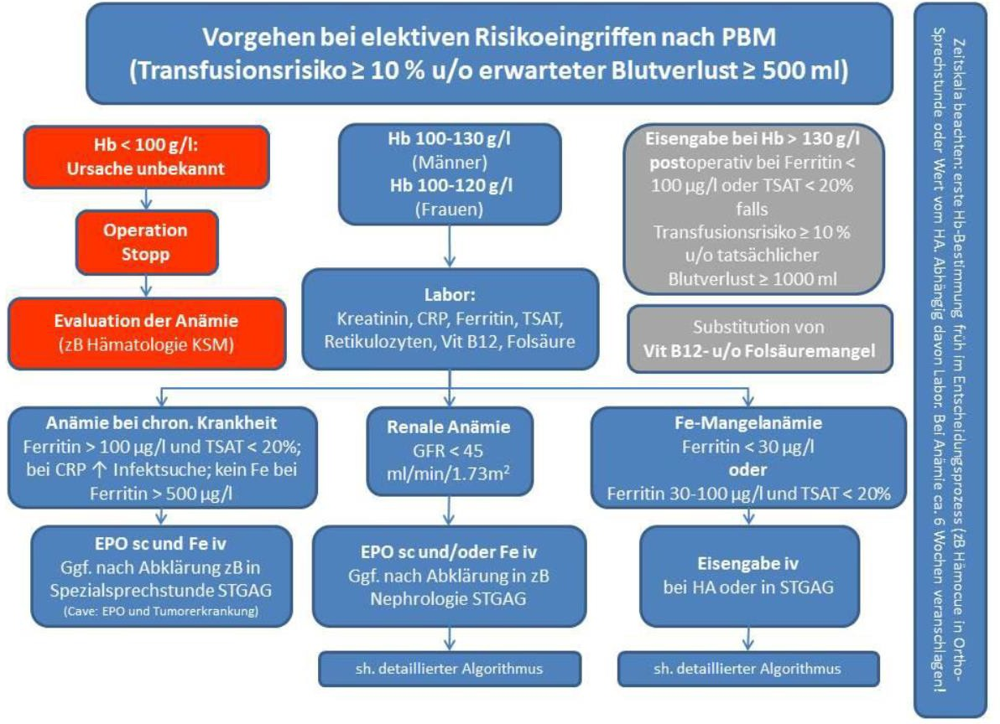 Vorgehen bei elektiven Risikoeingriffen nach PBM
(Transfusionsrisiko ≥ 10 % u/o erwarteter Blutverlust ≥ 500 ml)
Hb < 100 g/l:
Ursache unbekannt
Operation
Stopp
Evaluation der Anämie
(zB Hämatologie KSM)
Hb 100-130 g/l
(Männer)
Hb 100-120 g/l
(Frauen)
Labor:
Kreatinin, CRP, Ferritin, TSAT,
Retikulozyten, Vit B12, Folsäure
Eisengabe bei Hb > 130 g/l
postoperativ bei Ferritin <
100 µg/l oder TSAT < 20%
falls
Transfusionsrisiko ≥ 10 %
u/o tatsächlicher
Blutverlust ≥ 1000 ml
Substitution von
Vit B12- u/o Folsäuremangel
Anämie bei chron. Krankheit
Ferritin > 100 µg/l und TSAT < 20%;
bei CRP ↑ Infektsuche; kein Fe bei
Ferritin > 500 µg/l
EPO sc und Fe iv
Ggf. nach Abklärung zB in
Spezialsprechstunde STGAG
(Cave: EPO und Tumorerkrankung)
Renale Anämie
GFR < 45
ml/min/1.73m²
EPO sc und/oder Fe iv
Ggf. nach Abklärung in zB
Nephrologie STGAG
sh. detaillierter Algorithmus
Fe-Mangelanämie
Ferritin < 30 µg/l
oder
Ferritin 30-100 µg/l und TSAT < 20%
Eisengabe iv
bei HA oder in STGAG
sh. detaillierter Algorithmus
Zeitskala beachten: erste Hb-Bestimmung früh im Entscheidungsprozess (zB Hämocue in Ortho-
Sprechstunde oder Wert vom HA. Abhängig davon Labor. Bei Anämie ca. 6 Wochen veranschlagen!